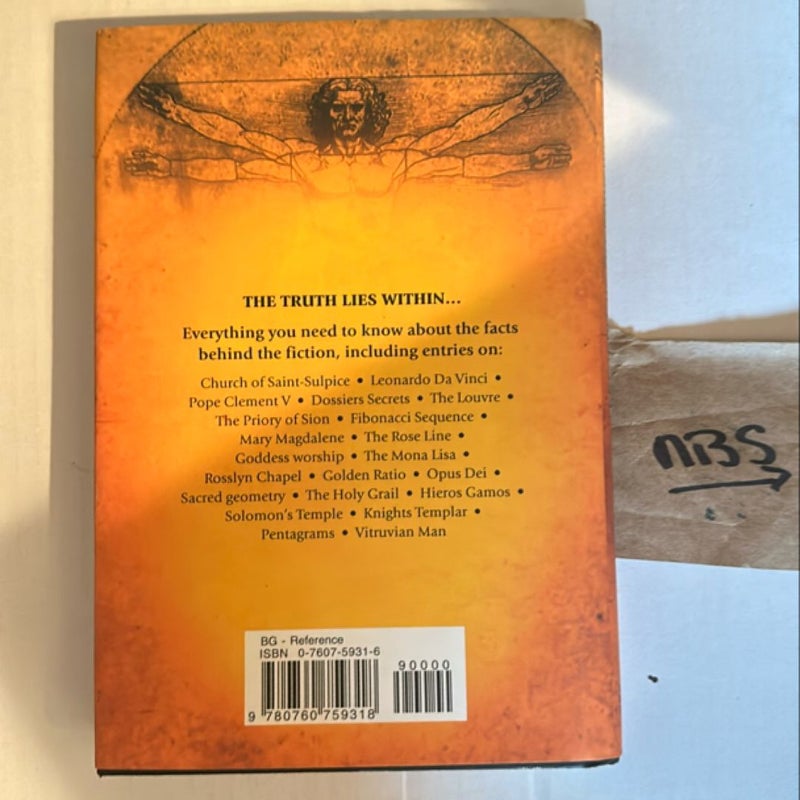 THE TRUTH LIES WITHIN...
Everything you need to know about the facts
behind the fiction, including entries on:
Church of Saint-Sulpice • Leonardo Da Vinci •
Pope Clement V • Dossiers Secrets • The Louvre •
The Priory of Sion • Fibonacci Sequence •
Mary Magdalene • The Rose Line •
Goddess worship • The Mona Lisa •
Rosslyn Chapel • Golden Ratio • Opus Dei •
Sacred geometry • The Holy Grail • Hieros Gamos •
Solomon's Temple • Knights Templar •
Pentagrams • Vitruvian Man
BG - Reference
ISBN 0-7607-5931-6
90000
9 780760 759318
NBS